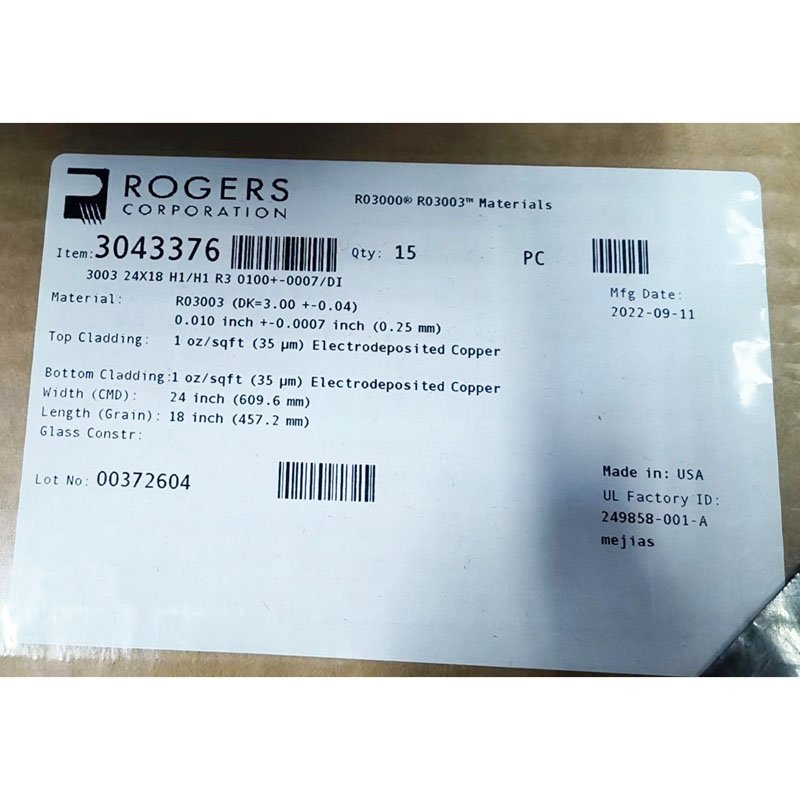 ROGERS
CORPORATION
RO3000® RO3003™ Materials
Item: 3043376 Qty: 15 PC
3003 24X18 H1/H1 R3 0100+-0007/DI
Mfg Date:
2022-09-11
Material: RO3003 (DK=3.00 +-0.04)
0.010 inch +-0.0007 inch (0.25 mm)
Top Cladding: 1 oz/sqft (35 µm) Electrodeposited Copper
Bottom Cladding: 1 oz/sqft (35 µm) Electrodeposited Copper
Width (CMD): 24 inch (609.6 mm)
Length (Grain): 18 inch (457.2 mm)
Glass Constr:
Lot No: 00372604
Made in: USA
UL Factory ID:
249858-001-A
mejias